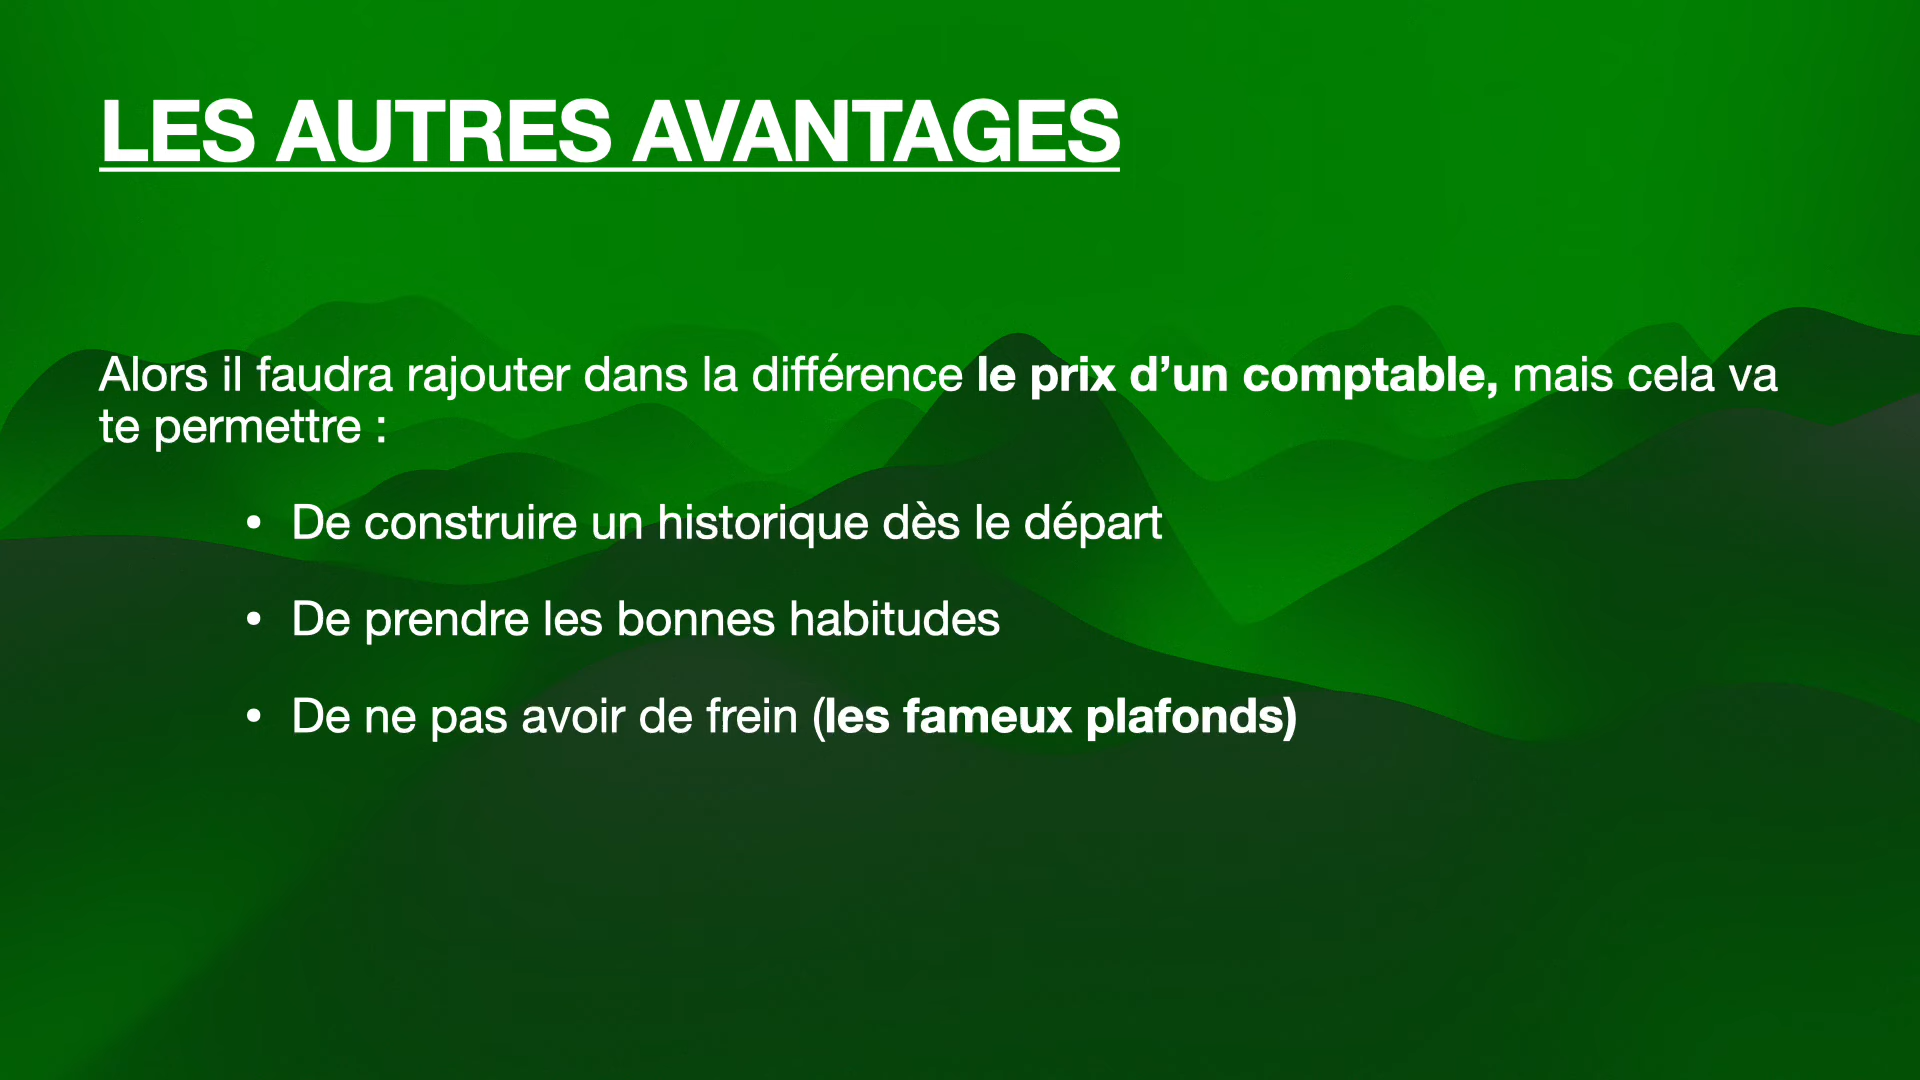 LES AUTRES AVANTAGES
Alors il faudra rajouter dans la différence le prix d’un comptable, mais cela va
te permettre :
• De construire un historique dès le départ
• De prendre les bonnes habitudes
• De ne pas avoir de frein (les fameux plafonds)